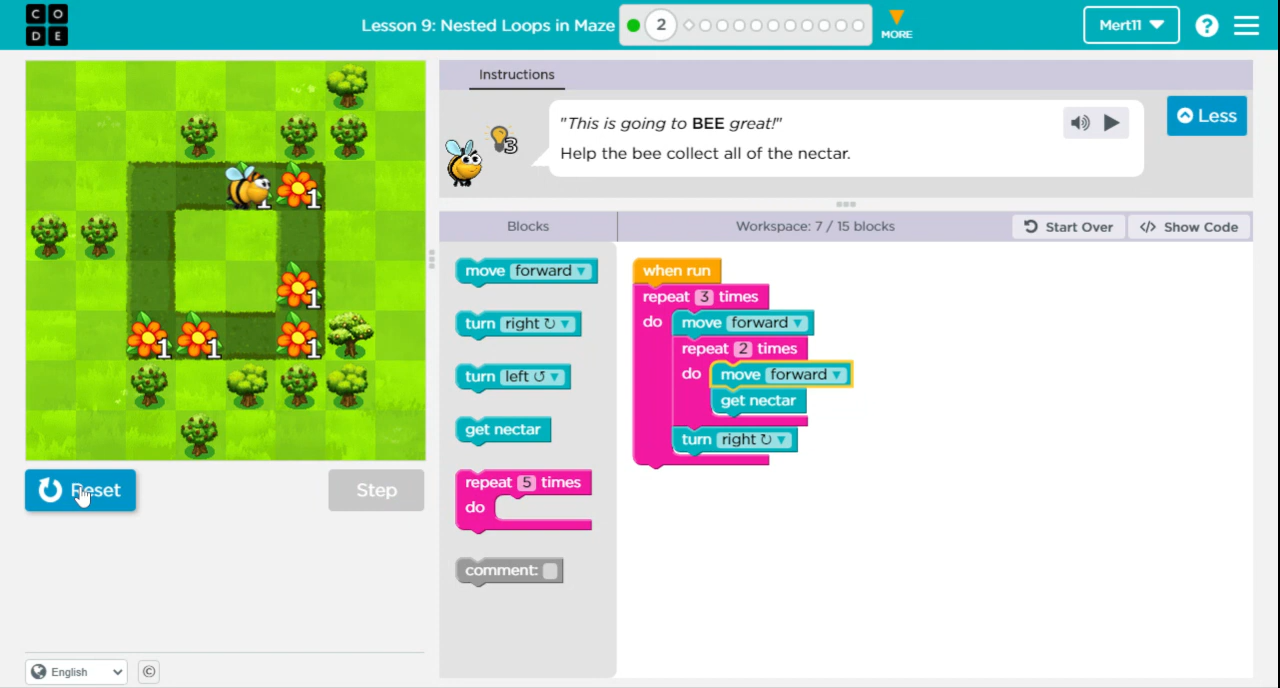 C O
D E
Lesson 9: Nested Loops in Maze
2
MORE
Mert11
?
Instructions
3
"This is going to BEE great!"
Help the bee collect all of the nectar.
Less
Blocks
Workspace: 7 / 15 blocks
Start Over
</> Show Code
1
1
1
1
1
1
move forward
turn right
turn left
get nectar
repeat 5 times
do
comment:
when run
repeat 3 times
do
move forward
repeat 2 times
do
move forward
get nectar
turn right
Reset
Step
English
©